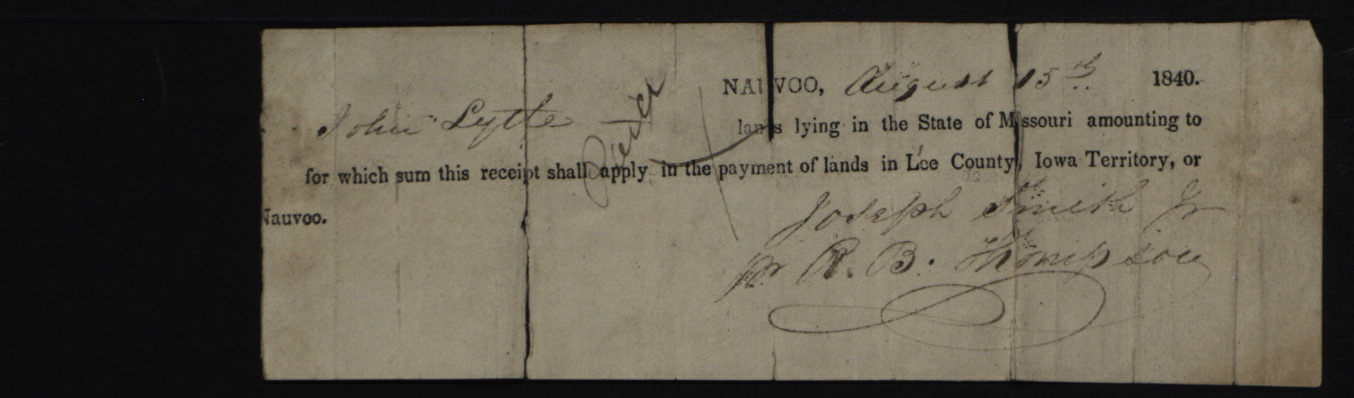 NAUVOO, August 15th 1840.
John Lytle lands lying in the State of Missouri amounting to
for which sum this receipt shall apply in the payment of lands in Lee County, Iowa Territory, or
Nauvoo.
Joseph Smith Jr
pr R. B. Thompson